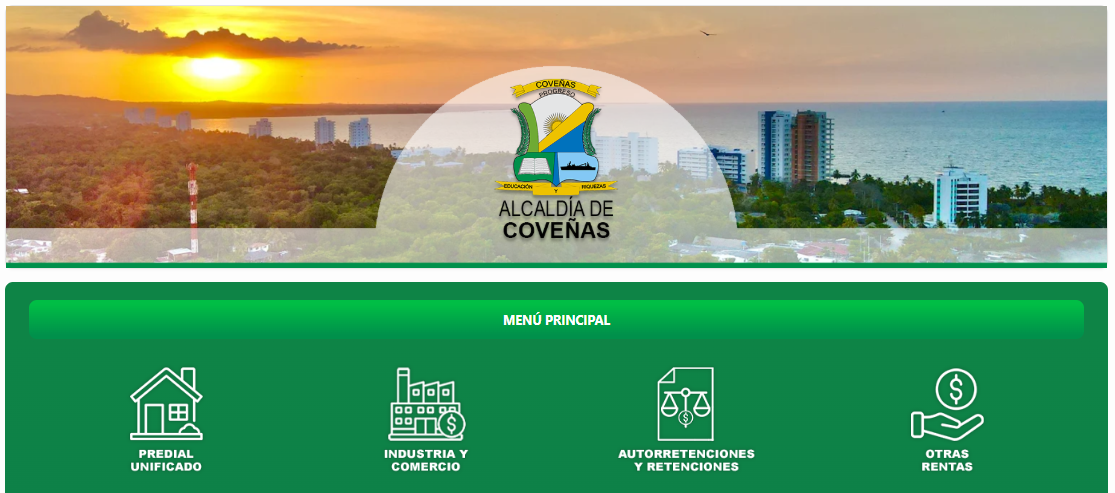 COVEÑAS
PROGRESO
EDUCACIÓN Y RIQUEZAS
ALCALDÍA DE
COVEÑAS
MENÚ PRINCIPAL
PREDIAL
UNIFICADO
INDUSTRIA Y
COMERCIO
AUTORRETENCIONES
Y RETENCIONES
OTRAS
RENTAS